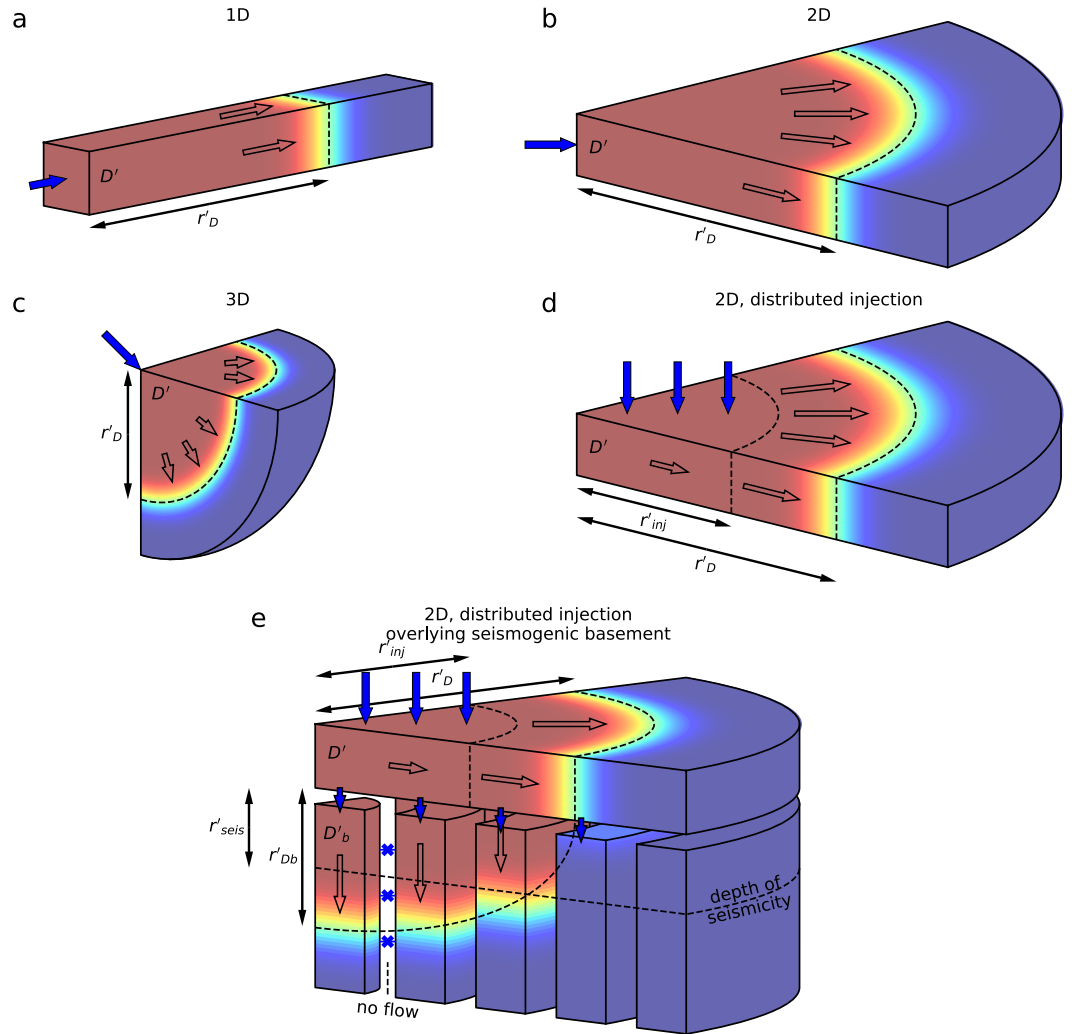 a
1D
D'
r'D
b
2D
D'
r'D
c
3D
D'
r'D
d
2D, distributed injection
D'
r'inj
r'D
e
2D, distributed injection
overlying seismogenic basement
r'inj
r'D
D'
r'seis
D'b
r'Db
depth of
seismicity
no flow